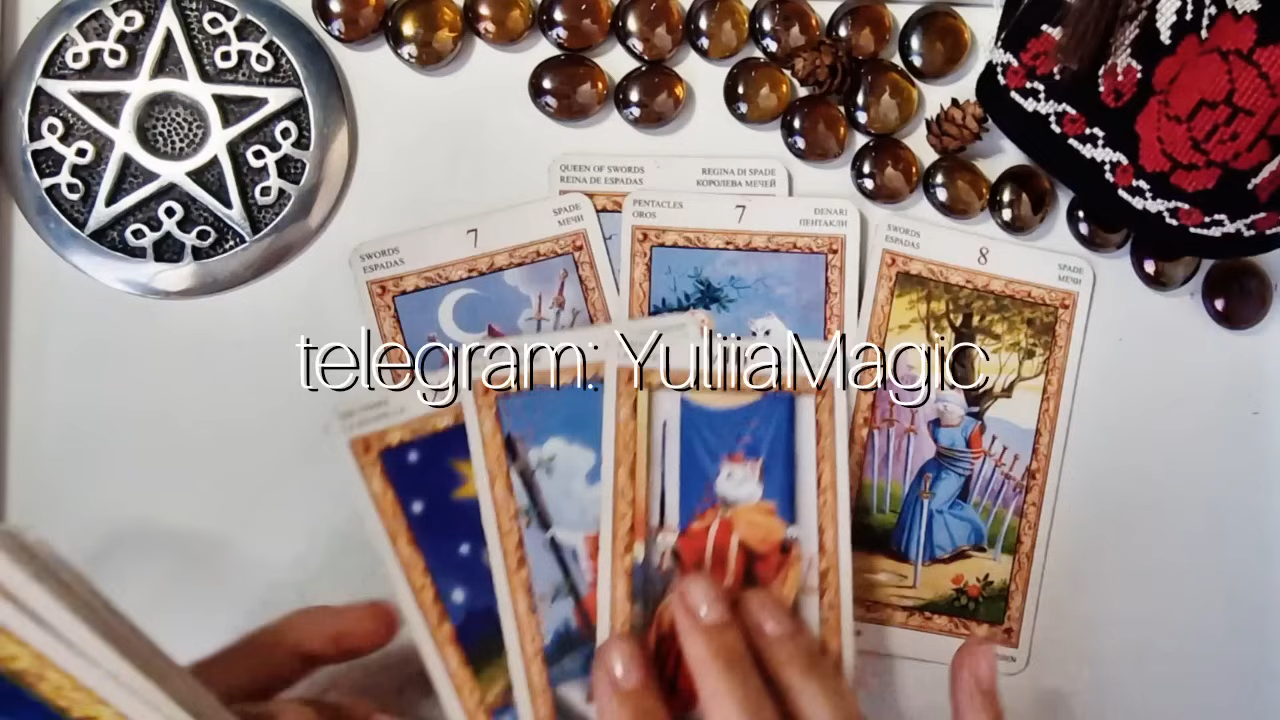 QUEEN OF SWORDS
REINA DE ESPADAS
REGINA DI SPADE
КОРОЛЕВА МЕЧЕЙ
SWORDS
ESPADAS
7
SPADE
МЕЧИ
PENTACLES
OROS
7
DENARI
ПЕНТАКЛИ
SWORDS
ESPADAS
8
SPADE
МЕЧИ
telegram: YuliiaMagic